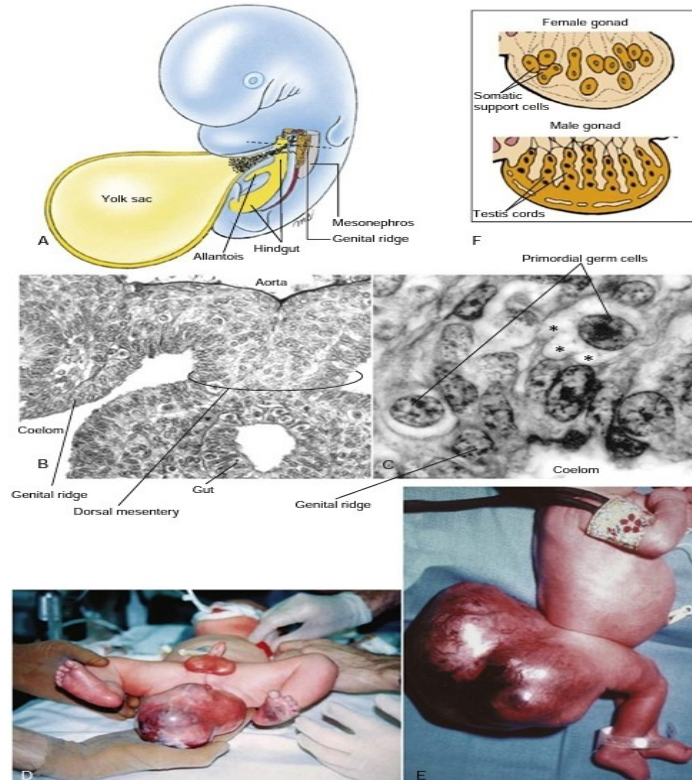 Yolk sac
A
Allantois
Hindgut
Mesonephros
Genital ridge
Female gonad
Somatic
support cells
Male gonad
Testis cords
F
Aorta
Coelom
B
Genital ridge
Dorsal mesentery
Gut
Primordial germ cells
* * *
C
Coelom
Genital ridge
D
E